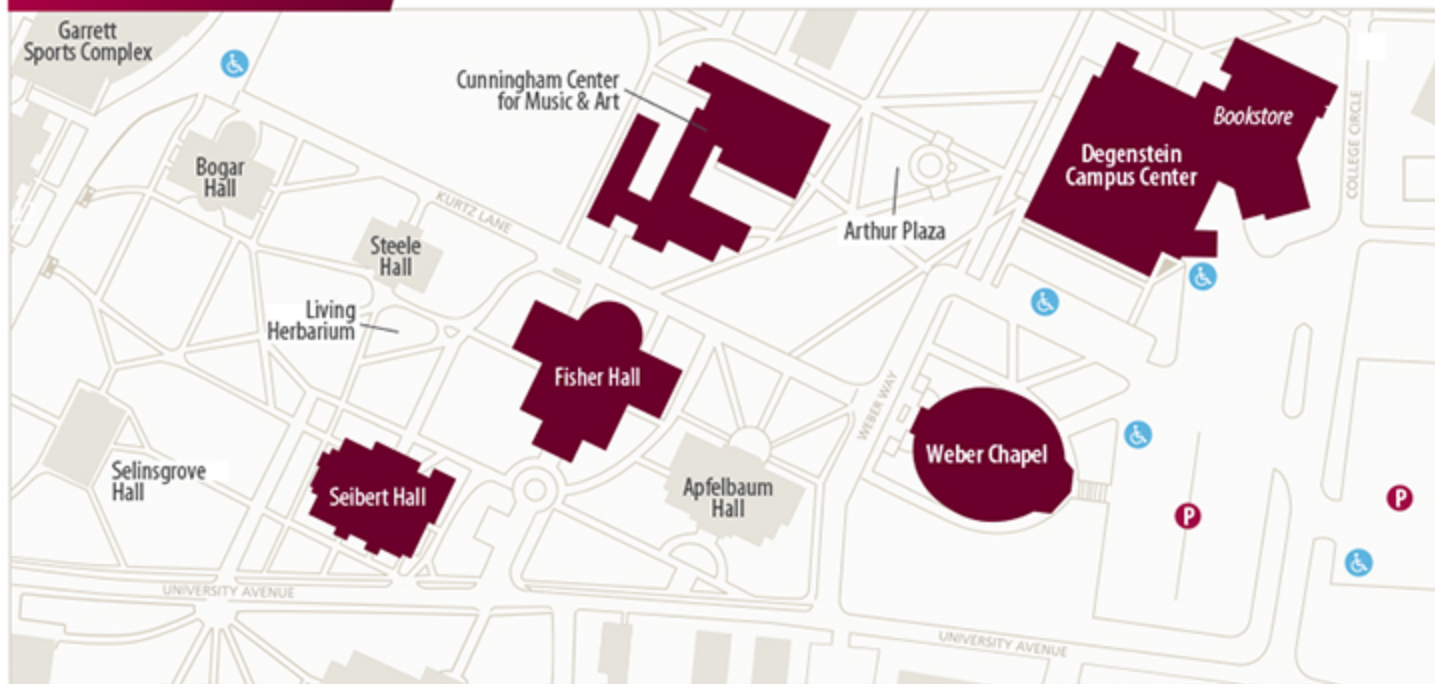 Garrett
Sports Complex
Cunningham Center
for Music & Art
Bookstore
COLLEGE CIRCLE
Degenstein
Campus Center
Bogar
Hall
KURTZ LANE
Arthur Plaza
Steele
Hall
Living
Herbarium
Fisher Hall
WEBER WAY
Weber Chapel
Selinsgrove
Hall
Seibert Hall
Apfelbaum
Hall
P
P
UNIVERSITY AVENUE
UNIVERSITY AVENUE